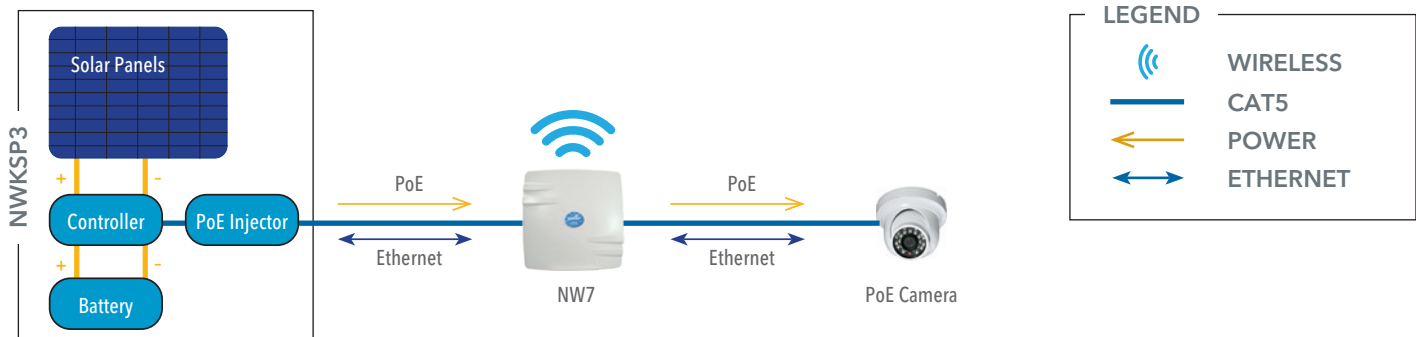 NWKSP3
Solar Panels
+ -
Controller
PoE Injector
+ -
Battery
PoE
Ethernet
NW7
PoE
Ethernet
PoE Camera
LEGEND
WIRELESS
CAT5
POWER
ETHERNET